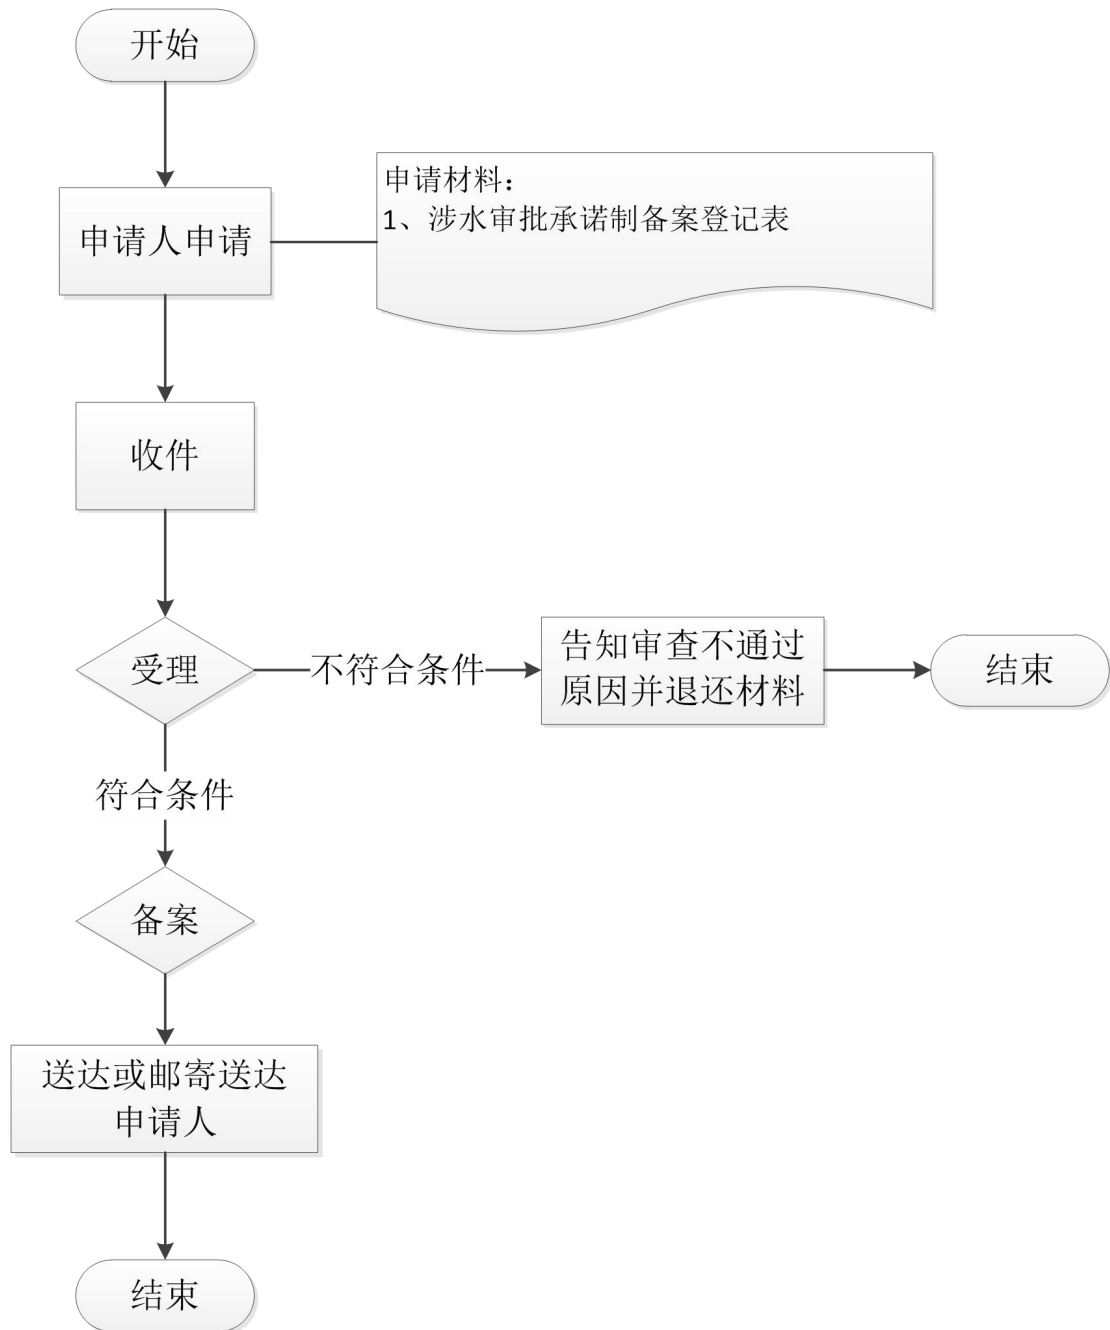 开始
申请材料：
1、涉水审批承诺制备案登记表
申请人申请
收件
受理
不符合条件
告知审查不通过
原因并退还材料
结束
符合条件
备案
送达或邮寄送达
申请人
结束